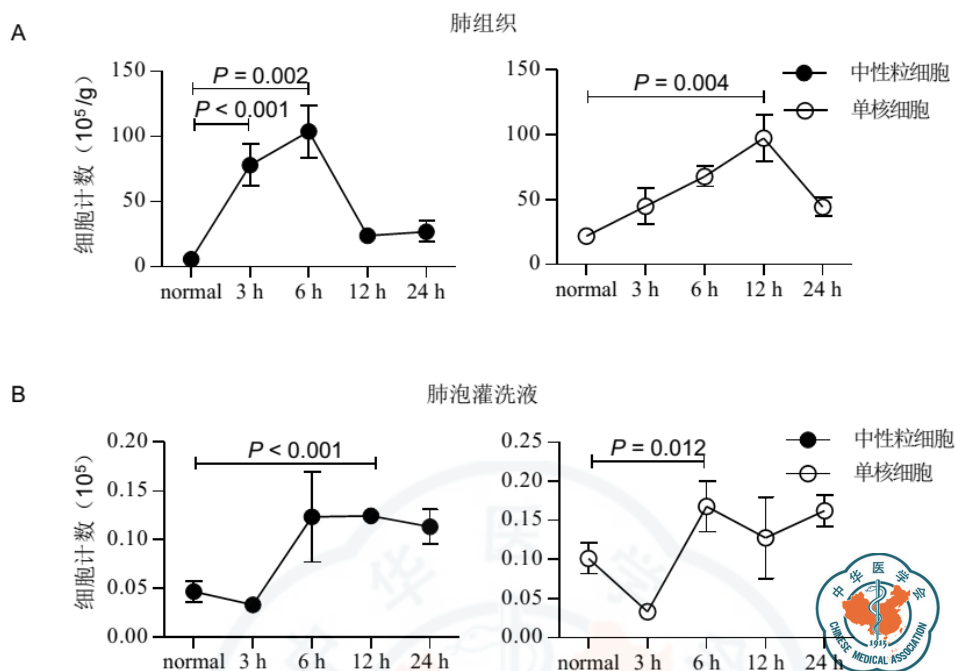 A
肺组织
细胞计数（10⁵/g）
150
100
50
0
P = 0.002
P < 0.001
normal 3 h 6 h 12 h 24 h
150
100
50
0
P = 0.004
normal 3 h 6 h 12 h 24 h
中性粒细胞
单核细胞
B
肺泡灌洗液
细胞计数（10⁵）
0.20
0.15
0.10
0.05
0.00
P < 0.001
normal 3 h 6 h 12 h 24 h
0.25
0.20
0.15
0.10
0.05
0.00
P = 0.012
normal 3 h 6 h 12 h 24 h
中性粒细胞
单核细胞
中华医学会
1915
CHINESE MEDICAL ASSOCIATION
中华医